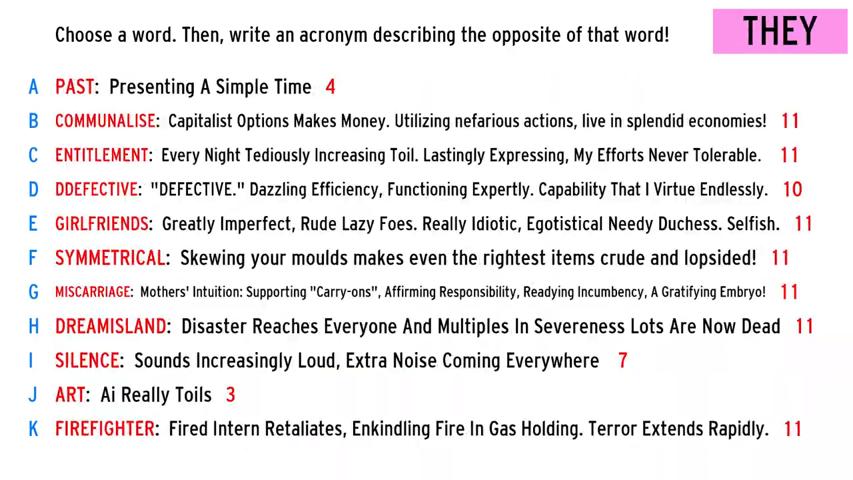 Choose a word. Then, write an acronym describing the opposite of that word!
THEY
A PAST: Presenting A Simple Time 4
B COMMUNALISE: Capitalist Options Makes Money. Utilizing nefarious actions, live in splendid economies! 11
C ENTITLEMENT: Every Night Tediously Increasing Toil. Lastingly Expressing, My Efforts Never Tolerable. 11
D DDEFECTIVE: "DEFECTIVE." Dazzling Efficiency, Functioning Expertly. Capability That I Virtue Endlessly. 10
E GIRLFRIENDS: Greatly Imperfect, Rude Lazy Foes. Really Idiotic, Egotistical Needy Duchess. Selfish. 11
F SYMMETRICAL: Skewing your moulds makes even the rightest items crude and lopsided! 11
G MISCARRIAGE: Mothers' Intuition: Supporting "Carry-ons", Affirming Responsibility, Readying Incumbency, A Gratifying Embryo! 11
H DREAMISLAND: Disaster Reaches Everyone And Multiples In Severeness Lots Are Now Dead 11
I SILENCE: Sounds Increasingly Loud, Extra Noise Coming Everywhere 7
J ART: Ai Really Toils 3
K FIREFIGHTER: Fired Intern Retaliates, Enkindling Fire In Gas Holding. Terror Extends Rapidly. 11